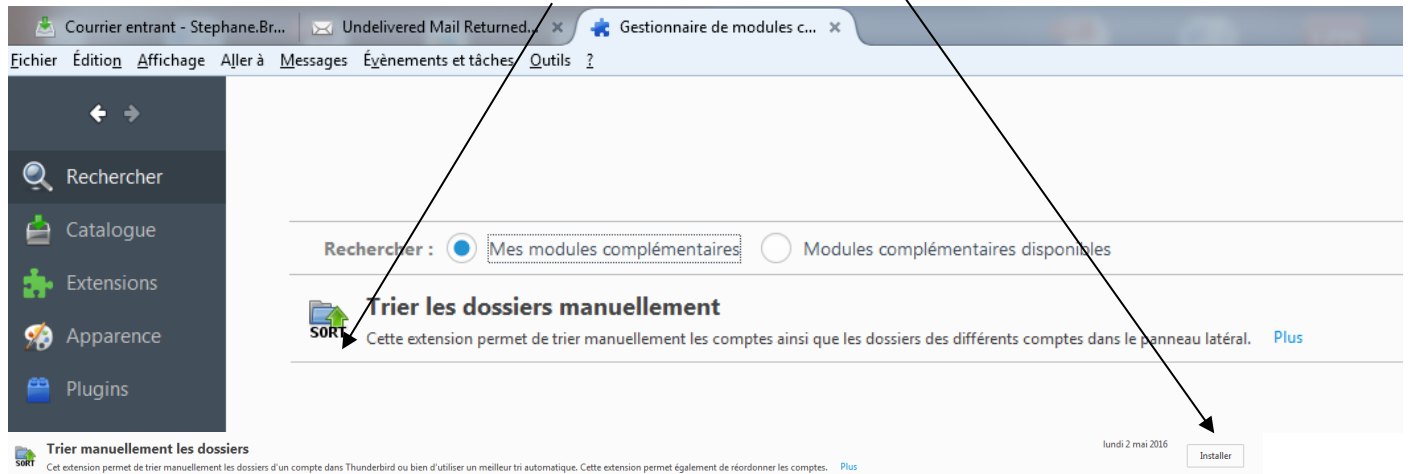 Courrier entrant - Stephane.Br... Undelivered Mail Returned... × Gestionnaire de modules c... ×
Fichier Édition Affichage Aller à Messages Évènements et tâches Outils ?
Rechercher
Catalogue
Extensions
Apparence
Plugins
Rechercher : Mes modules complémentaires Modules complémentaires disponibles
SORT Trier les dossiers manuellement
Cette extension permet de trier manuellement les comptes ainsi que les dossiers des différents comptes dans le panneau latéral. Plus
SORT Trier manuellement les dossiers lundi 2 mai 2016 Installer
Cet extension permet de trier manuellement les dossiers d'un compte dans Thunderbird ou bien d'utiliser un meilleur tri automatique. Cette extension permet également de réordonner les comptes. Plus